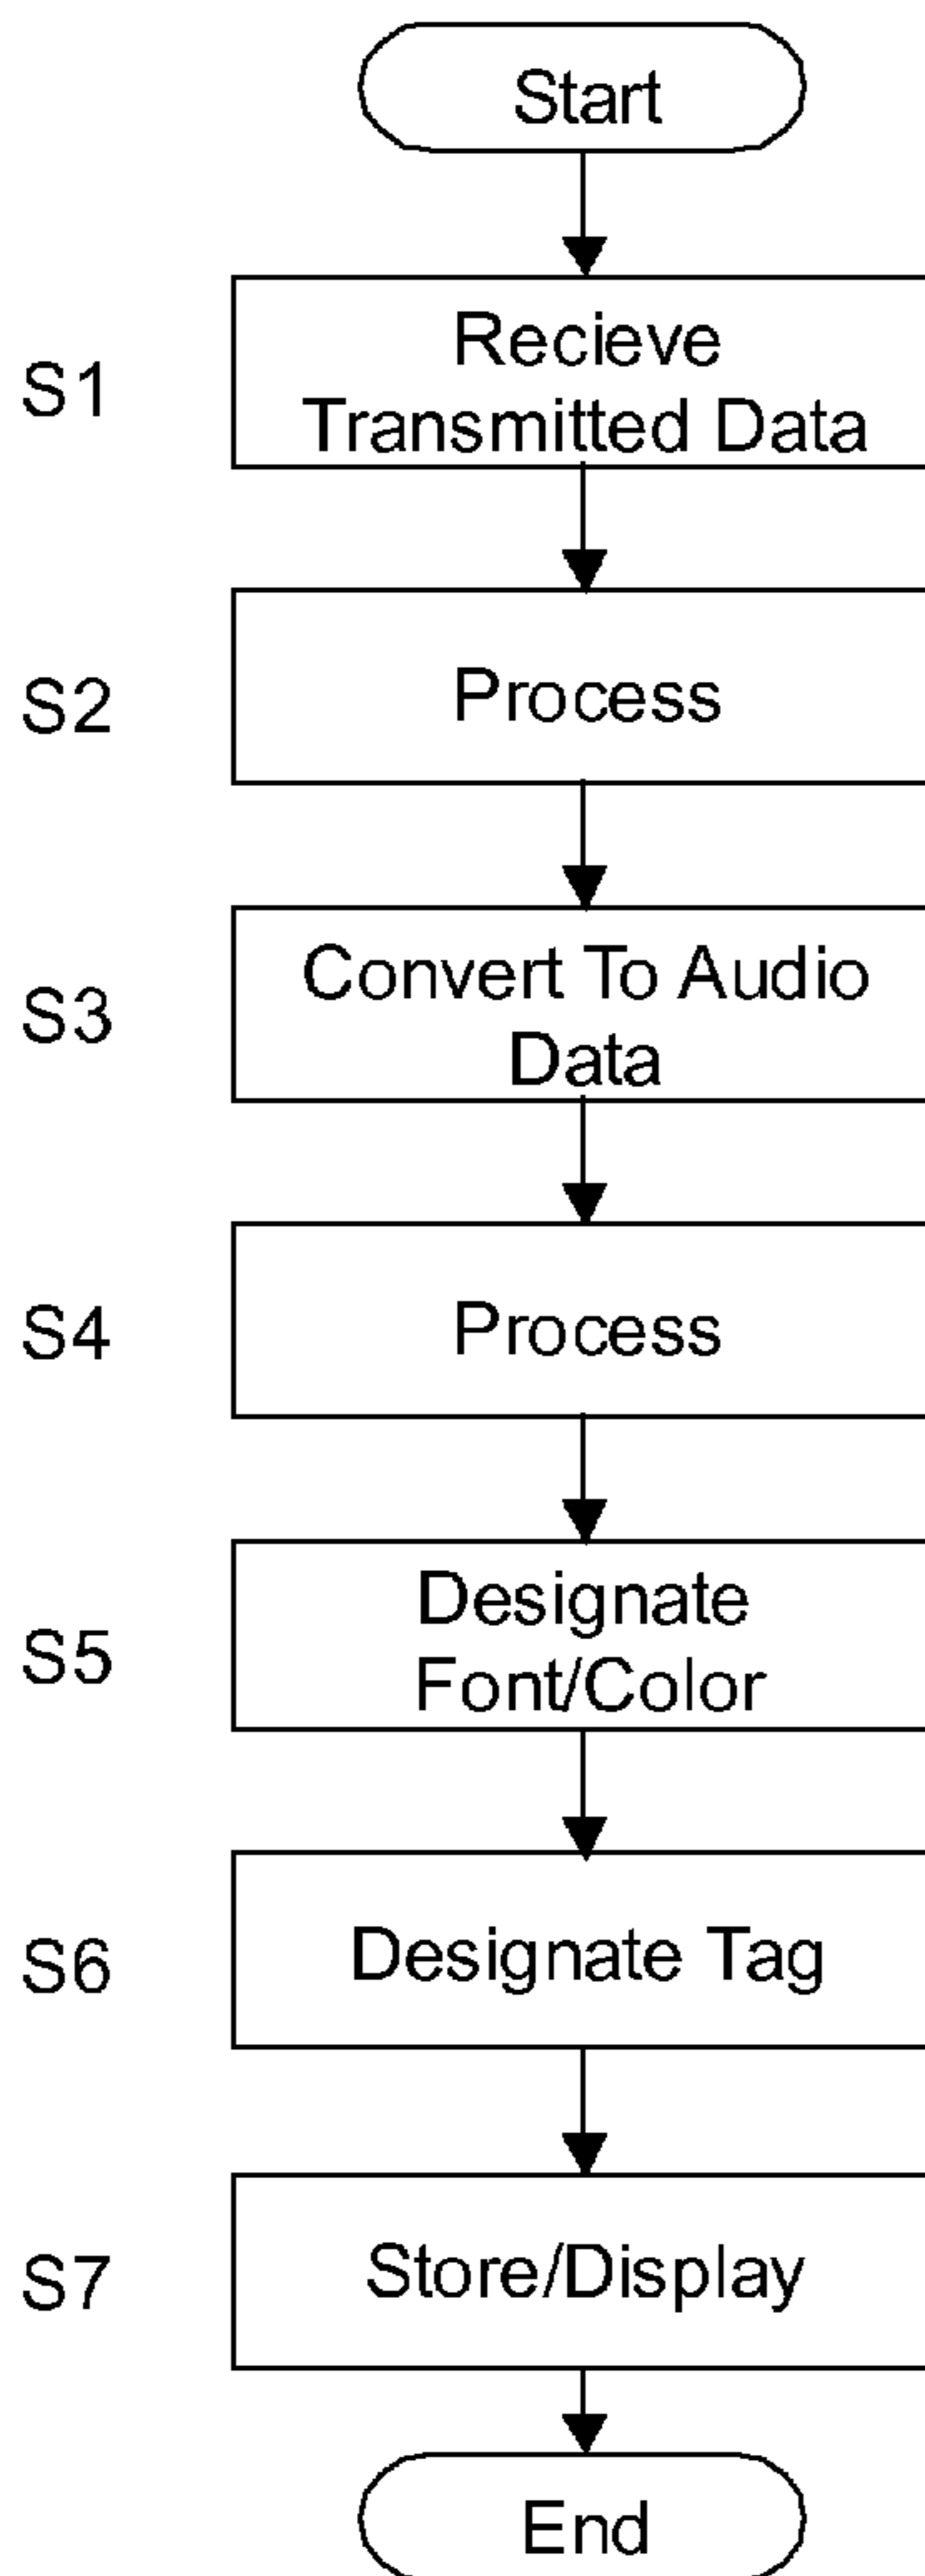 Start
S1
Recieve
Transmitted Data
S2
Process
S3
Convert To Audio
Data
S4
Process
S5
Designate
Font/Color
S6
Designate Tag
S7
Store/Display
End